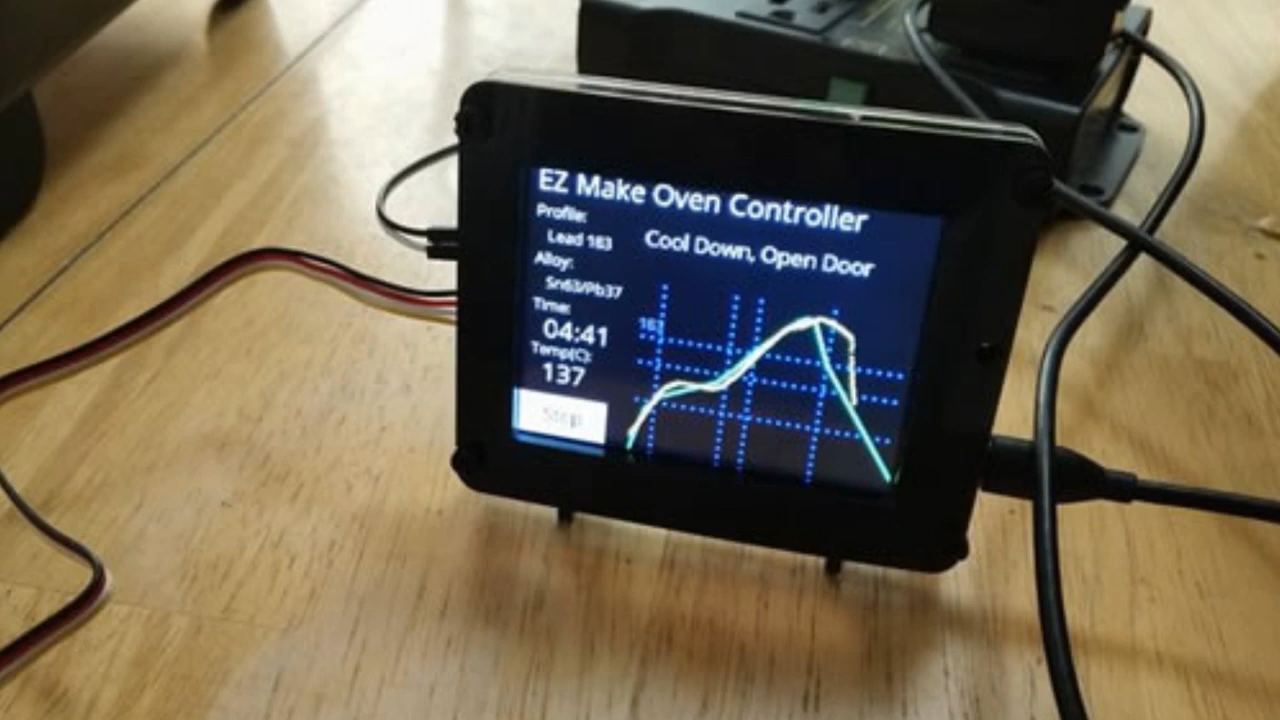 EZ Make Oven Controller
Profile:
Lead 183
Cool Down, Open Door
Alloy:
Sn63/Pb37
Time:
04:41
Temp(C):
137
183
Stop